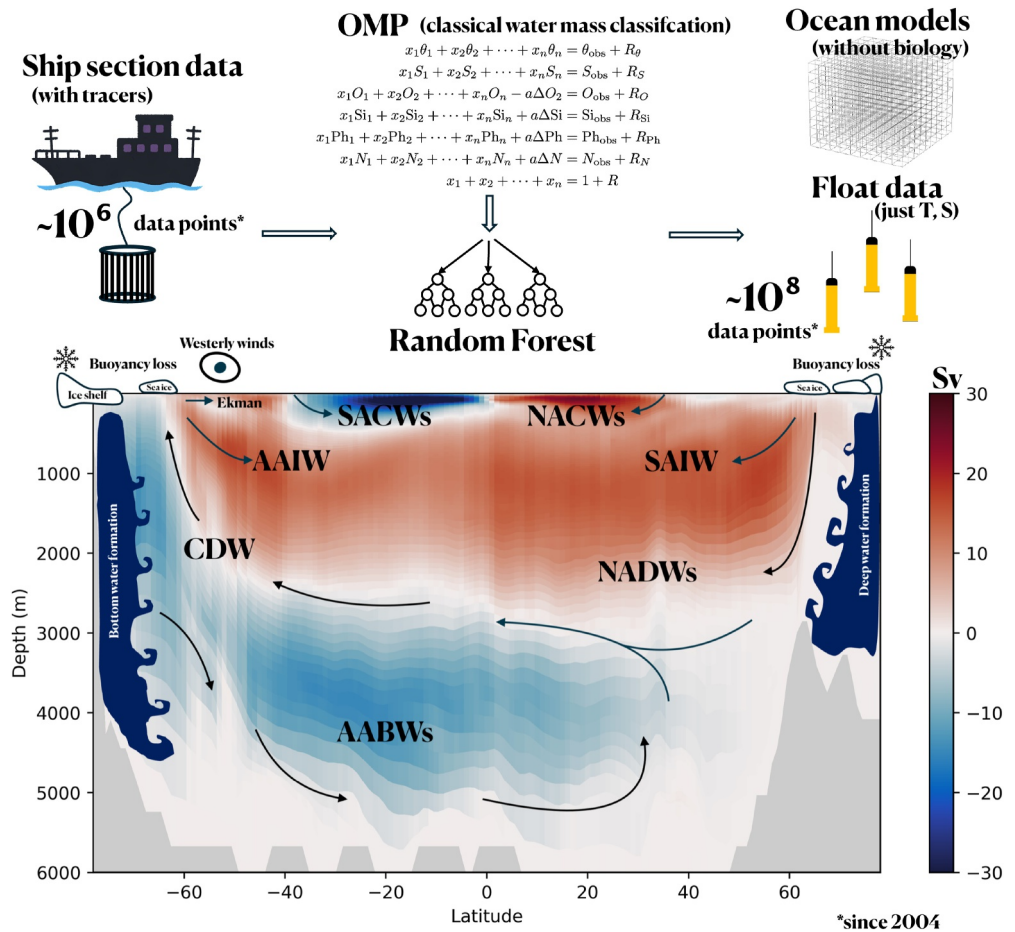 OMP (classical water mass classifcation)
x₁θ₁ + x₂θ₂ + ··· + xₙθₙ = θ_obs + R_θ
x₁S₁ + x₂S₂ + ··· + xₙSₙ = S_obs + R_S
x₁O₁ + x₂O₂ + ··· + xₙOₙ − aΔO₂ = O_obs + R_O
x₁Si₁ + x₂Si₂ + ··· + xₙSiₙ + aΔSi = Si_obs + R_Si
x₁Ph₁ + x₂Ph₂ + ··· + xₙPhₙ + aΔPh = Ph_obs + R_Ph
x₁N₁ + x₂N₂ + ··· + xₙNₙ + aΔN = N_obs + R_N
x₁ + x₂ + ··· + xₙ = 1 + R
Ocean models
(without biology)
Ship section data
(with tracers)
~10⁶ data points*
Float data
(just T, S)
~10⁸
data points*
Random Forest
Westerly winds
Buoyancy loss
Ice shelf
Sea ice
Ekman
Buoyancy loss
Sea ice
SACWs
NACWs
AAIW
SAIW
CDW
NADWs
AABWs
Bottom water formation
Deep water formation
Depth (m)
1000
2000
3000
4000
5000
6000
−60
−40
−20
0
20
40
60
Latitude
Sv
30
20
10
0
−10
−20
−30
*since 2004